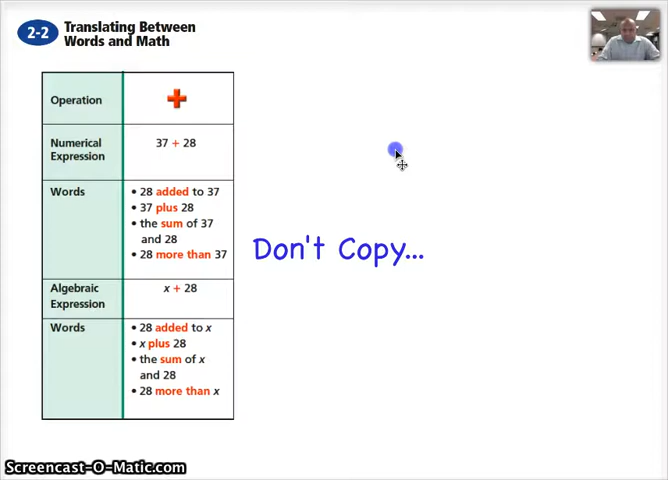 2-2
Translating Between
Words and Math
Operation
+
Numerical
Expression
37 + 28
Words
• 28 added to 37
• 37 plus 28
• the sum of 37
and 28
• 28 more than 37
Algebraic
Expression
x + 28
Words
• 28 added to x
• x plus 28
• the sum of x
and 28
• 28 more than x
Don't Copy...
Screencast-O-Matic.com